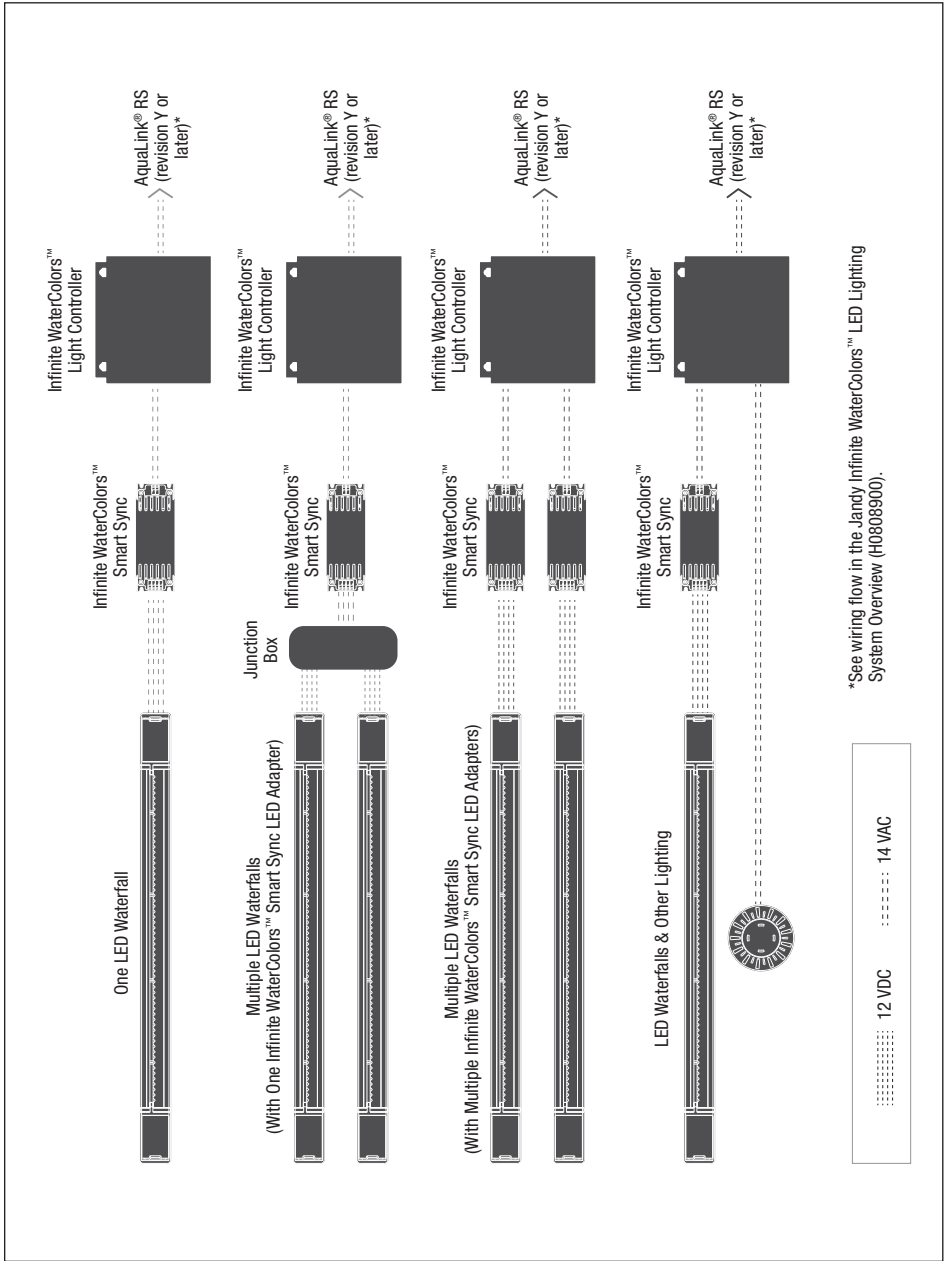 One LED Waterfall
Infinite WaterColors™
Smart Sync
Infinite WaterColors™
Light Controller
AquaLink® RS
(revision Y or
later)*
Multiple LED Waterfalls
(With One Infinite WaterColors™ Smart Sync LED Adapter)
Junction
Box
Infinite WaterColors™
Smart Sync
Infinite WaterColors™
Light Controller
AquaLink® RS
(revision Y or
later)*
Multiple LED Waterfalls
(With Multiple Infinite WaterColors™ Smart Sync LED Adapters)
Infinite WaterColors™
Smart Sync
Infinite WaterColors™
Light Controller
AquaLink® RS
(revision Y or
later)*
LED Waterfalls & Other Lighting
Infinite WaterColors™
Smart Sync
Infinite WaterColors™
Light Controller
AquaLink® RS
(revision Y or
later)*
12 VDC
14 VAC
*See wiring flow in the Jandy Infinite WaterColors™ LED Lighting
System Overview (H0808900).